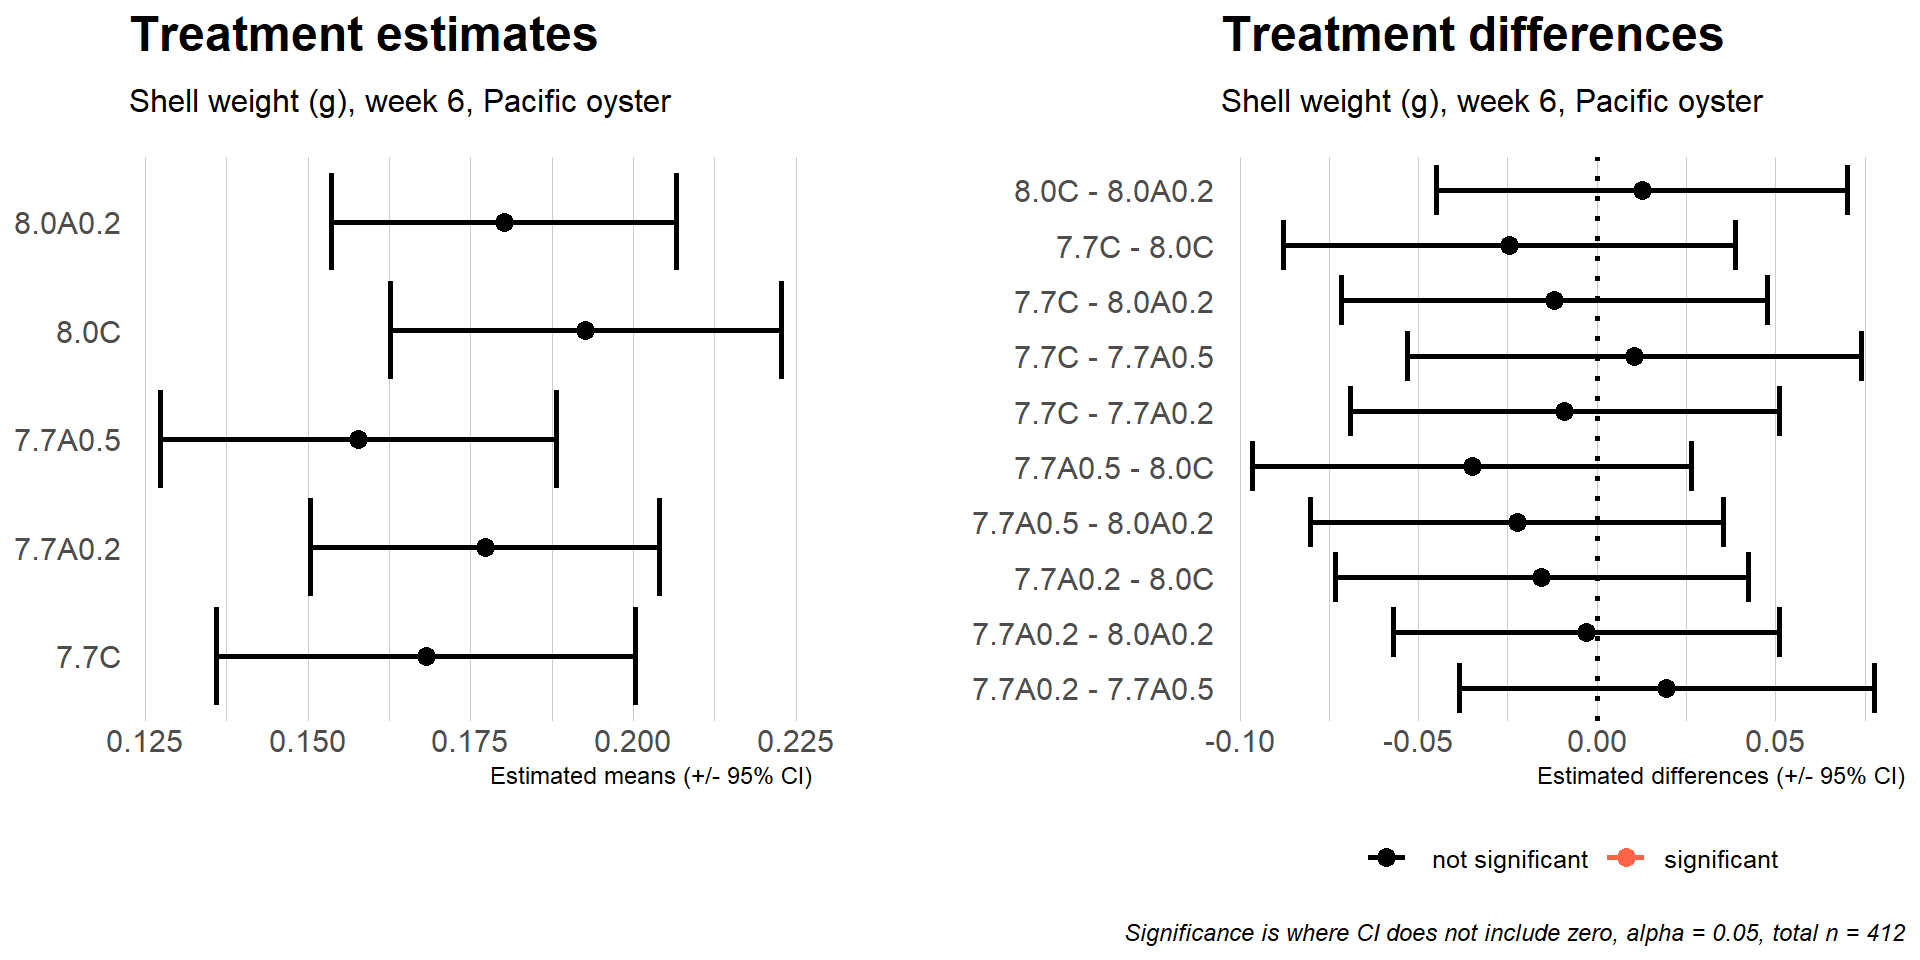 Treatment estimates
Shell weight (g), week 6, Pacific oyster
8.0A0.2
8.0C
7.7A0.5
7.7A0.2
7.7C
0.125 0.150 0.175 0.200 0.225
Estimated means (+/- 95% CI)
Treatment differences
Shell weight (g), week 6, Pacific oyster
8.0C - 8.0A0.2
7.7C - 8.0C
7.7C - 8.0A0.2
7.7C - 7.7A0.5
7.7C - 7.7A0.2
7.7A0.5 - 8.0C
7.7A0.5 - 8.0A0.2
7.7A0.2 - 8.0C
7.7A0.2 - 8.0A0.2
7.7A0.2 - 7.7A0.5
-0.10 -0.05 0.00 0.05
Estimated differences (+/- 95% CI)
not significant significant
Significance is where CI does not include zero, alpha = 0.05, total n = 412